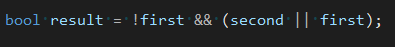 bool result = !first && (second || first);